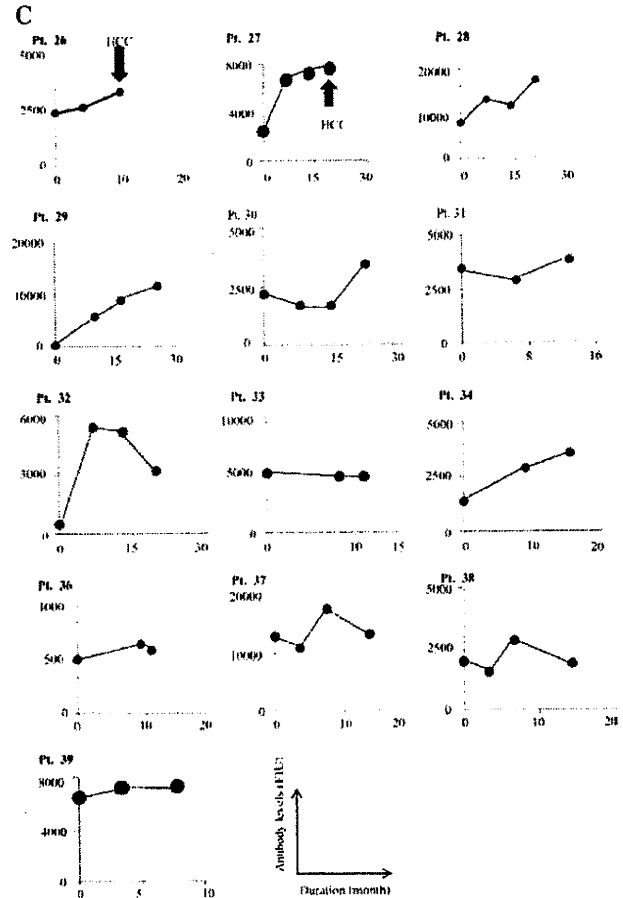 C
Pt. 26 Pt. 27 Pt. 28
HCC
5000 8000 20000
2500 4000 10000
HCC
0 0 0
0 10 20 0 15 30 0 15 30
Pt. 29 Pt. 30 Pt. 31
20000 5000 5000
10000 2500 2500
0 0 0
0 15 30 0 15 30 0 8 16
Pt. 32 Pt. 33 Pt. 34
6000 10000 5000
3000 5000 2500
0 0 0
0 15 30 0 5 10 15 0 10 20
Pt. 36 Pt. 37 Pt. 38
1000 20000 5000
500 10000 2500
0 0 0
0 10 20 0 10 20 0 10 20
Pt. 39
8000
4000
0
0 5 10
Antibody levels
Duration (month)